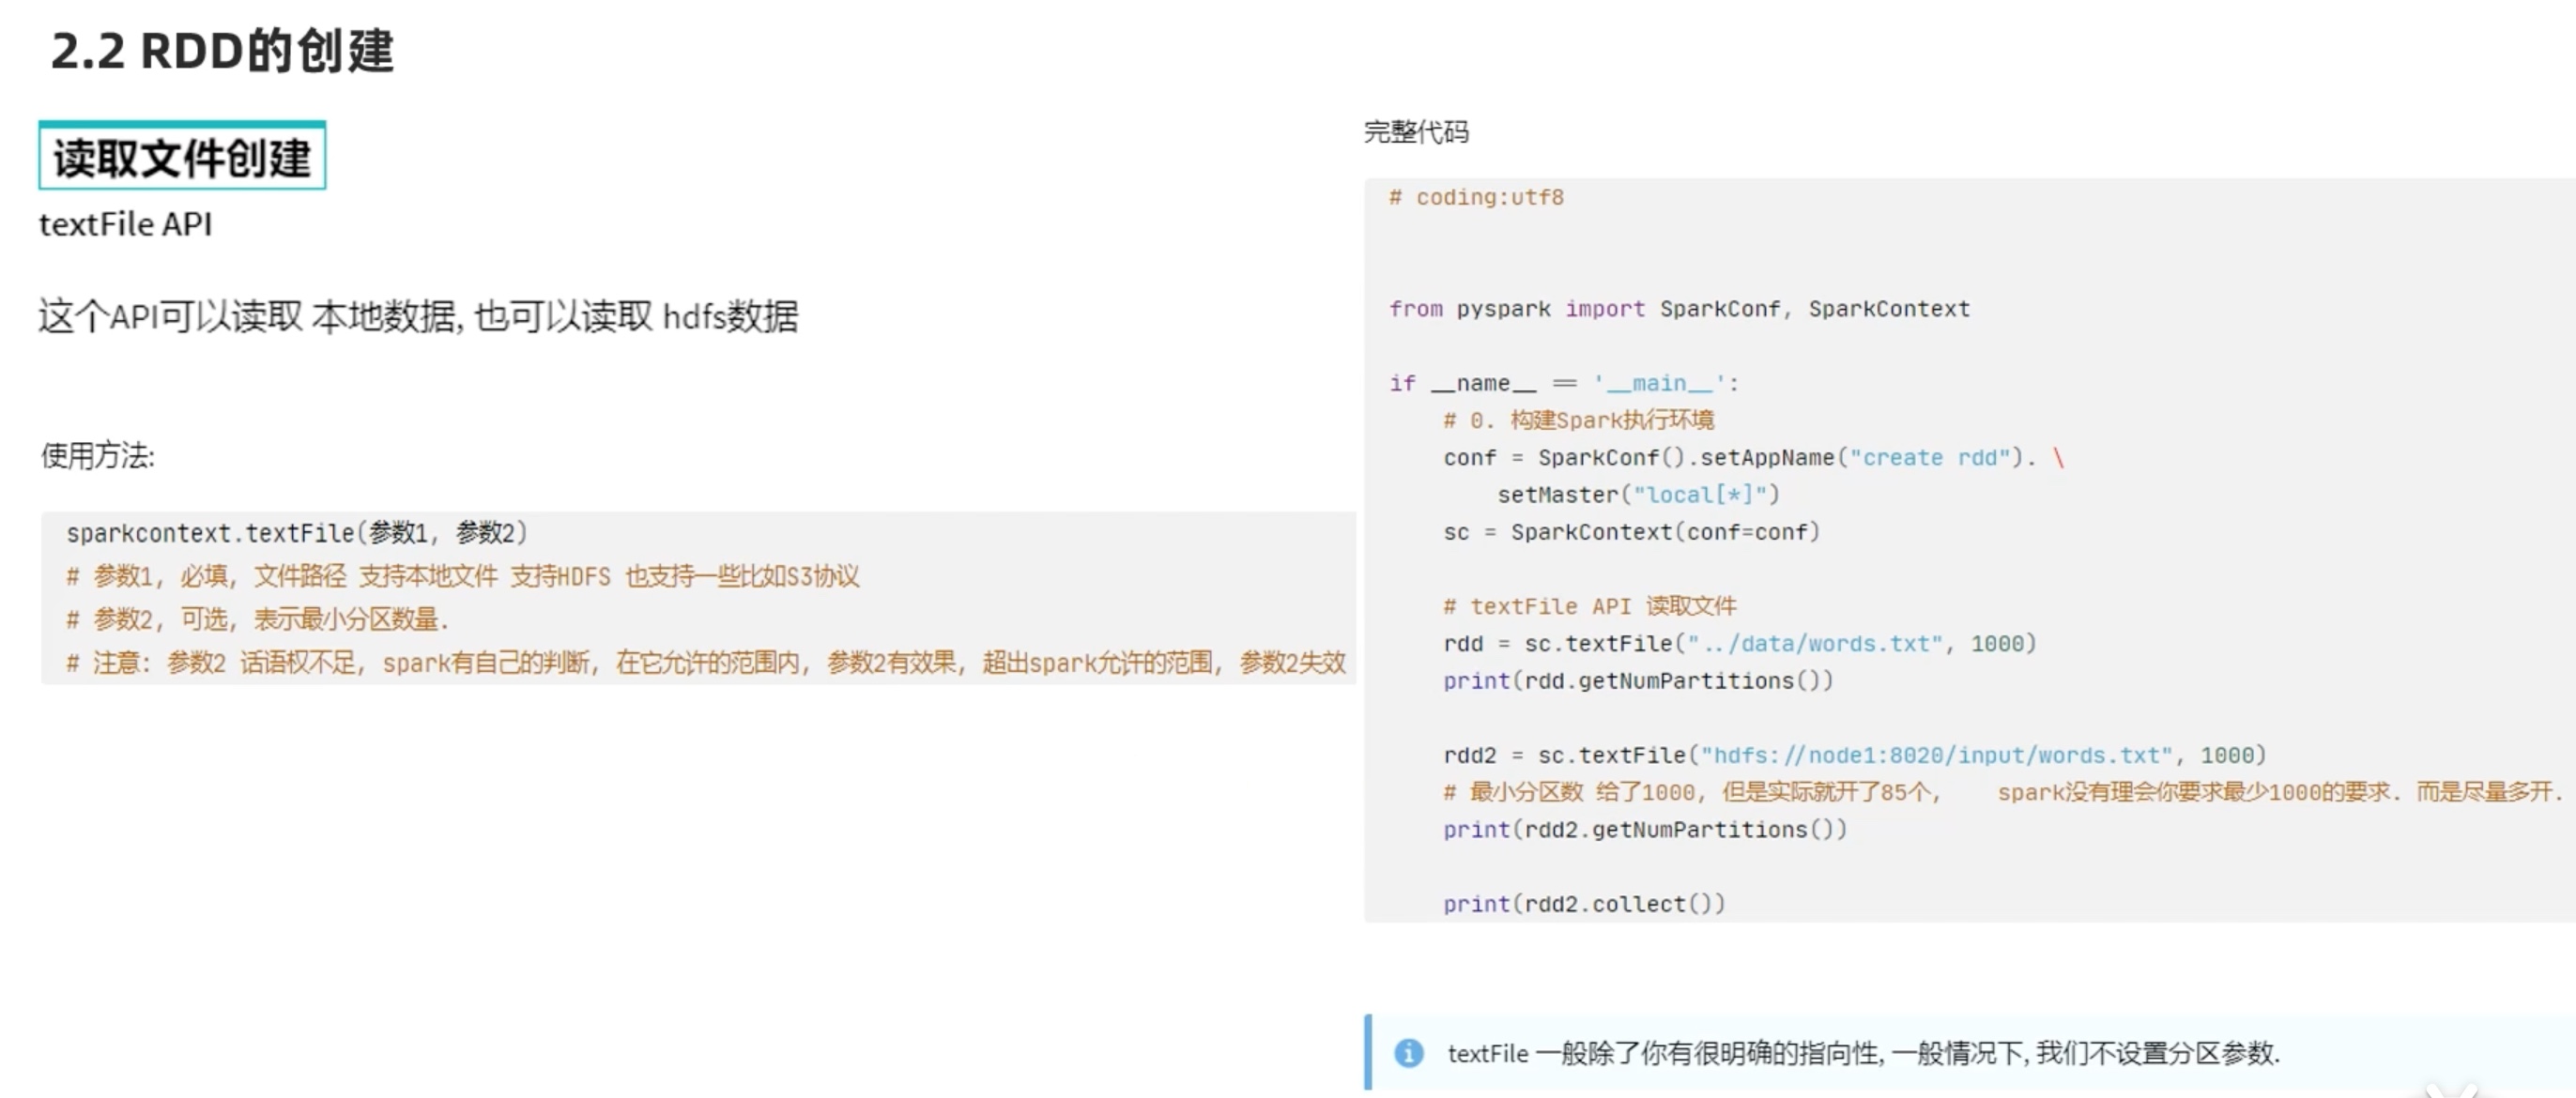 2.2 RDD的创建
读取文件创建
textFile API
这个API可以读取 本地数据, 也可以读取 hdfs数据
使用方法:
sparkcontext.textFile(参数1, 参数2)
# 参数1, 必填, 文件路径 支持本地文件 支持HDFS 也支持一些比如S3协议
# 参数2, 可选, 表示最小分区数量.
# 注意: 参数2 话语权不足, spark有自己的判断, 在它允许的范围内, 参数2有效果, 超出spark允许的范围, 参数2失效
完整代码
# coding:utf8
from pyspark import SparkConf, SparkContext
if __name__ == '__main__':
# 0. 构建Spark执行环境
conf = SparkConf().setAppName("create rdd"). \
setMaster("local[*]")
sc = SparkContext(conf=conf)
# textFile API 读取文件
rdd = sc.textFile("../data/words.txt", 1000)
print(rdd.getNumPartitions())
rdd2 = sc.textFile("hdfs://node1:8020/input/words.txt", 1000)
# 最小分区数 给了1000, 但是实际就开了85个, spark没有理会你要求最少1000的要求. 而是尽量多开.
print(rdd2.getNumPartitions())
print(rdd2.collect())
textFile 一般除了你有很明确的指向性, 一般情况下, 我们不设置分区参数.